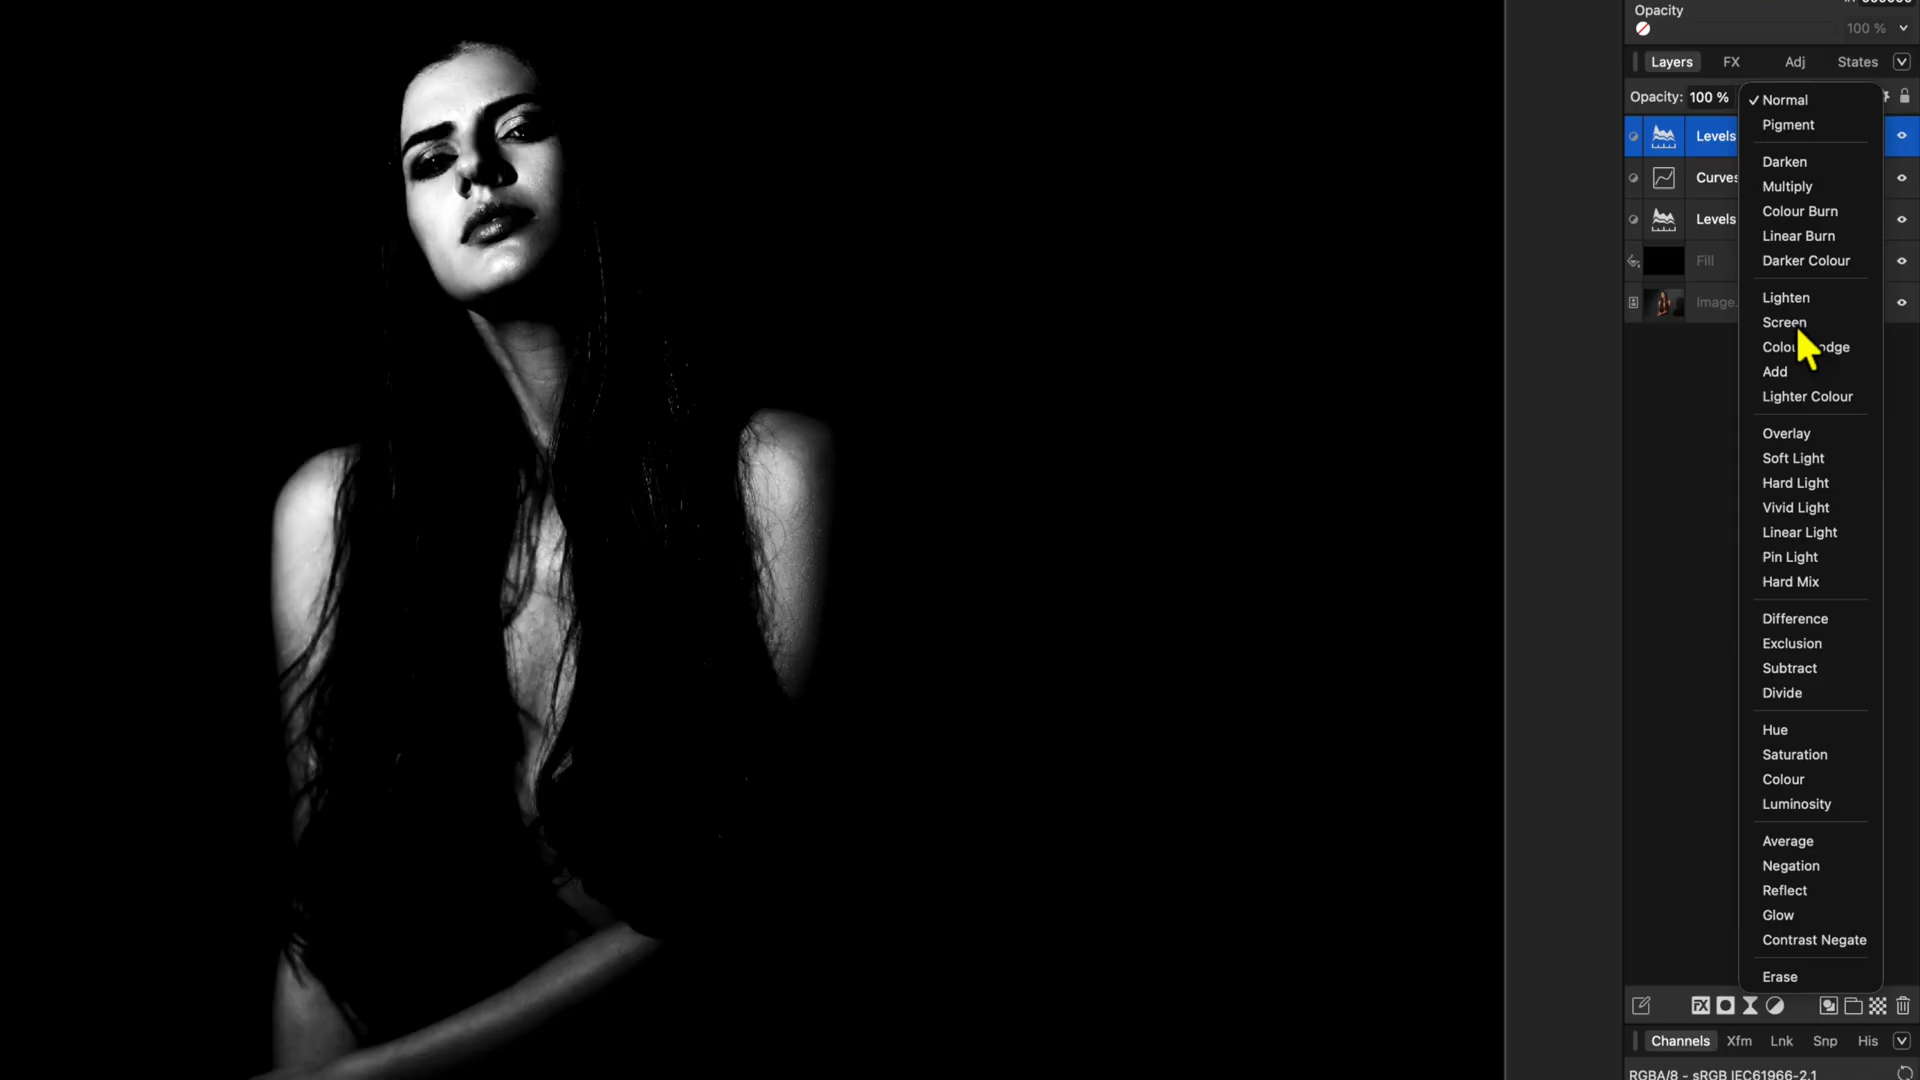 Opacity
100 %
Layers FX Adj States
Opacity: 100 %
Normal
Pigment
Levels
Darken
Curves
Multiply
Colour Burn
Levels
Linear Burn
Fill
Darker Colour
Image.
Lighten
Screen
Add
Lighter Colour
Overlay
Soft Light
Hard Light
Vivid Light
Linear Light
Pin Light
Hard Mix
Difference
Exclusion
Subtract
Divide
Hue
Saturation
Colour
Luminosity
Average
Negation
Reflect
Glow
Contrast Negate
Erase
FX
Channels Xfm Lnk Snp His
RGBA/8 - sRGB IEC61966-2.1